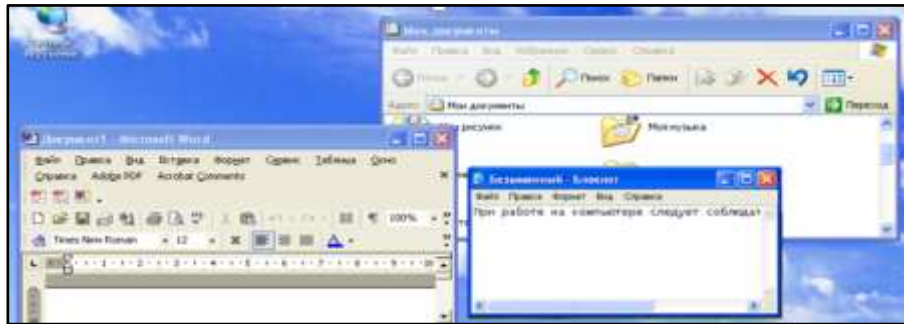 Мои документы
Файл Правка Вид Избранное Сервис Справка
Поиск Папки
Адрес: Мои документы Переход
Мои рисунки Моя музыка
Документ1 - Microsoft Word
Файл Правка Вид Вставка Формат Сервис Таблица Окно
Справка Adobe PDF Acrobat Comments
100%
Times New Roman 12
Безымянный - Блокнот
Файл Правка Формат Вид Справка
При работе на компьютере следует соблюдат